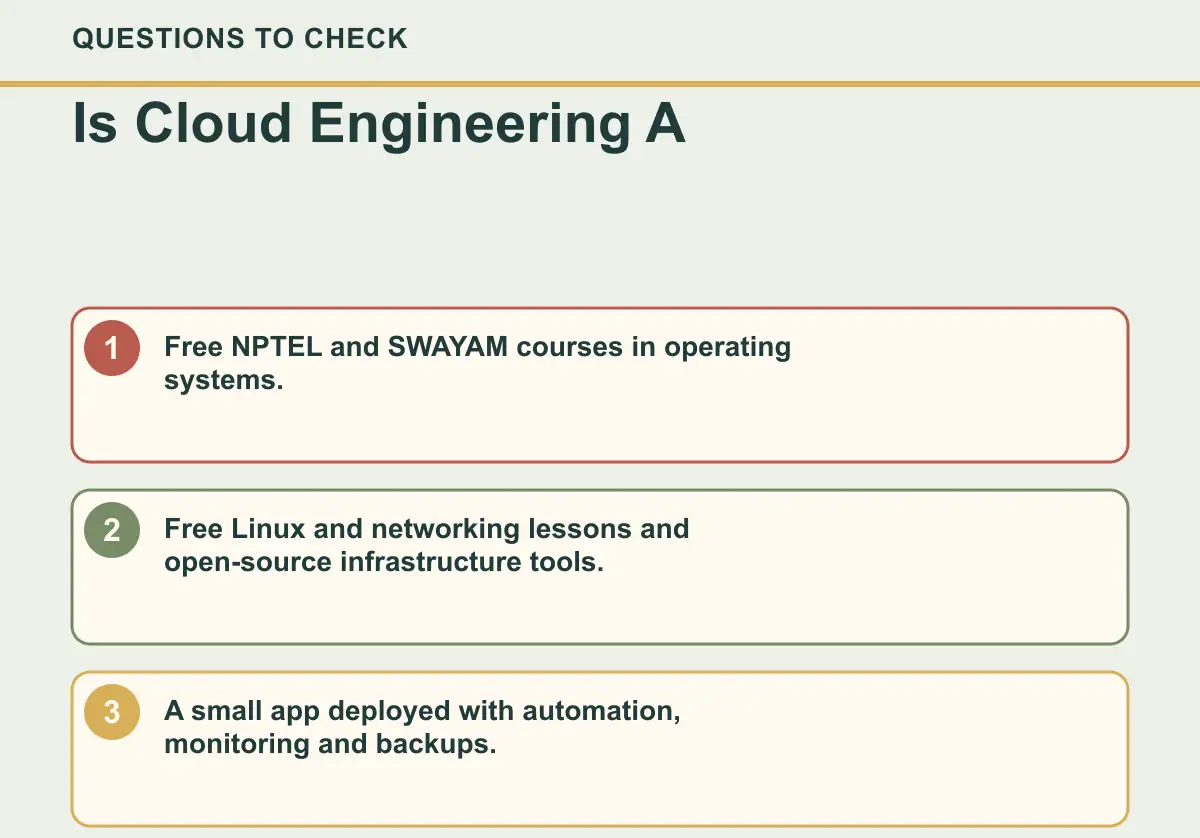 QUESTIONS TO CHECK
Is Cloud Engineering A
1
Free NPTEL and SWAYAM courses in operating
systems.
2
Free Linux and networking lessons and
open-source infrastructure tools.
3
A small app deployed with automation,
monitoring and backups.